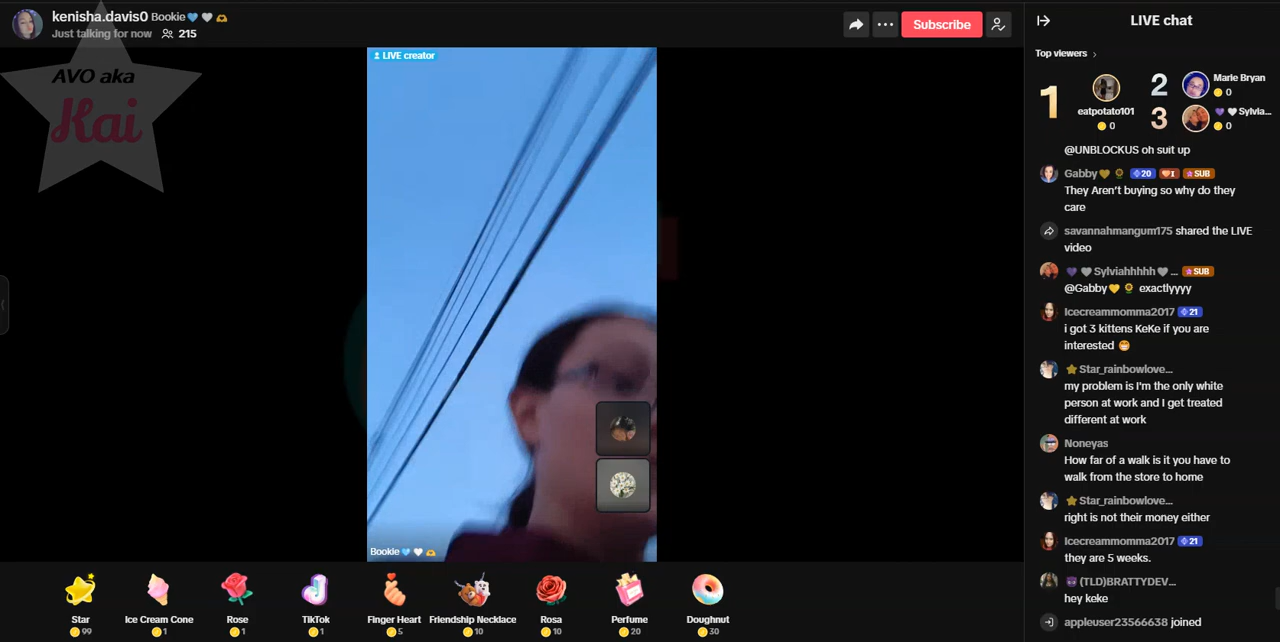 kenisha.davis0 Bookie🩵🤍🫶
Just talking for now 215
Subscribe
AVO aka
Kai
LIVE creator
Bookie🩵🤍🫶
Star
99
Ice Cream Cone
1
Rose
1
TikTok
1
Finger Heart
5
Friendship Necklace
10
Rosa
10
Perfume
20
Doughnut
30
LIVE chat
Top viewers >
1
eatpotato101
0
2
Marie Bryan
0
3
💜🤍Sylvia...
0
@UNBLOCKUS oh suit up
Gabby💛🌻 20 I SUB
They Aren't buying so why do they
care
savannahmangum175 shared the LIVE
video
💜🤍Sylviahhhhh🤍... SUB
@Gabby💛🌻 exactlyyyy
Icecreammomma2017 21
i got 3 kittens KeKe if you are
interested 😁
⭐Star_rainbowlove...
my problem is I'm the only white
person at work and I get treated
different at work
Noneyas
How far of a walk is it you have to
walk from the store to home
⭐Star_rainbowlove...
right is not their money either
Icecreammomma2017 21
they are 5 weeks.
😈(TLD)BRATTYDEV...
hey keke
appleuser23566638 joined